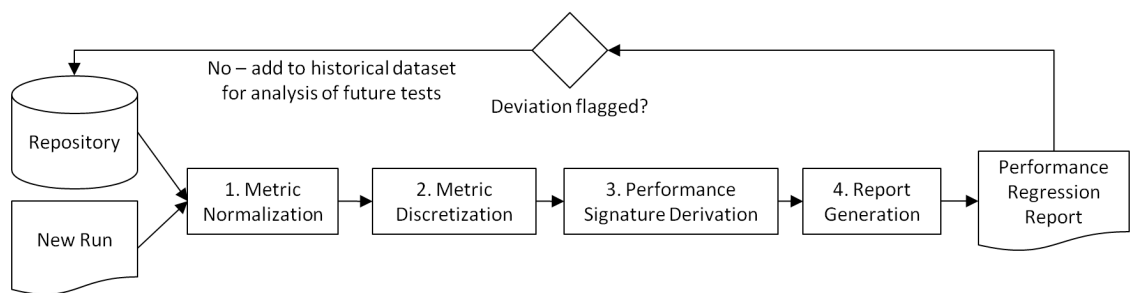 No – add to historical dataset
for analysis of future tests
Deviation flagged?
Repository
New Run
1. Metric
Normalization
2. Metric
Discretization
3. Performance
Signature Derivation
4. Report
Generation
Performance
Regression
Report